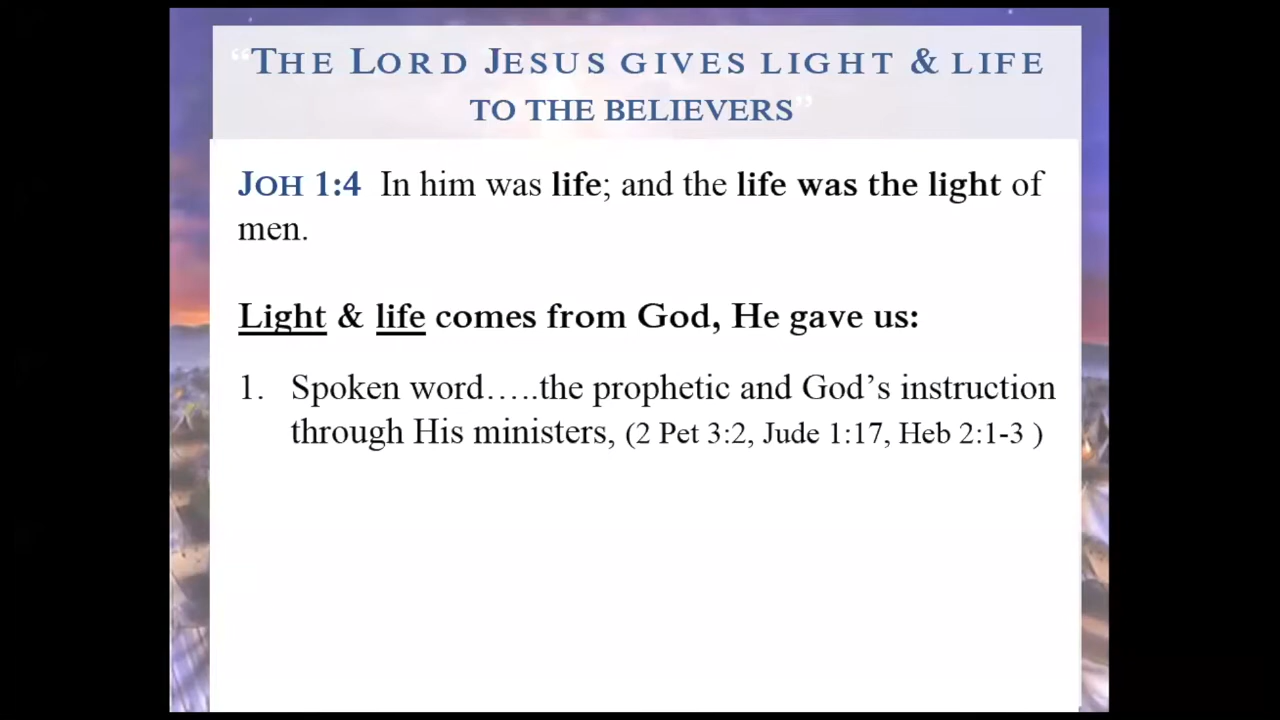 “THE LORD JESUS GIVES LIGHT & LIFE
TO THE BELIEVERS”
JOH 1:4 In him was life; and the life was the light of
men.
Light & life comes from God, He gave us:
1. Spoken word…..the prophetic and God’s instruction
through His ministers, (2 Pet 3:2, Jude 1:17, Heb 2:1-3 )